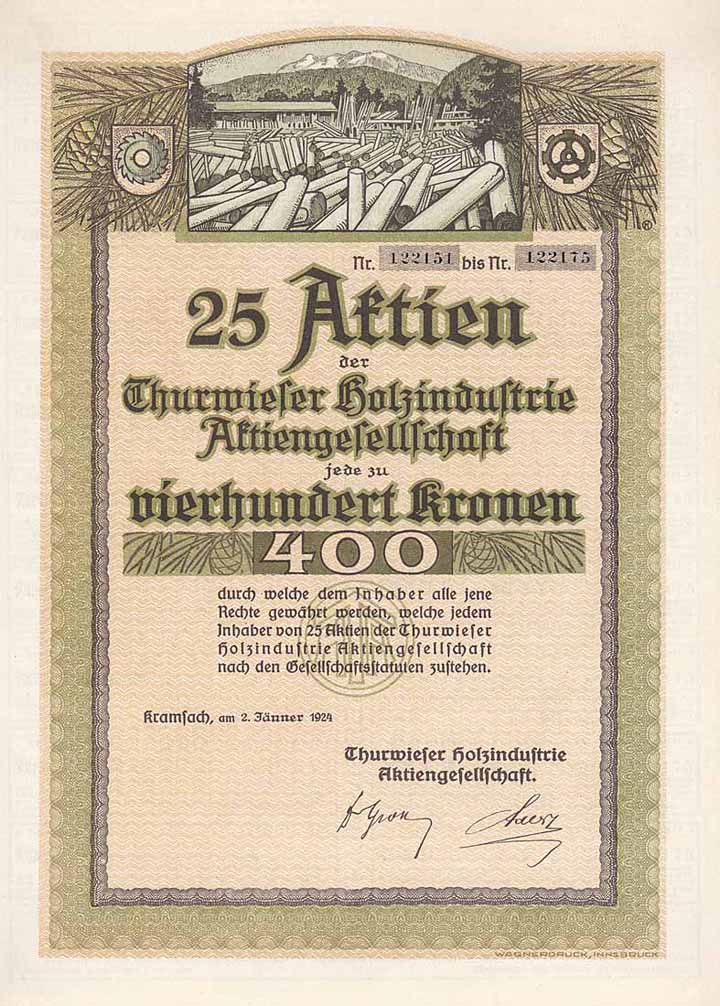 Nr. 122151 bis Nr. 122175
25 Aktien
der
Thurwieser Holzindustrie
Aktiengesellschaft
jede zu
vierhundert Kronen
400
durch welche dem Inhaber alle jene
Rechte gewährt werden, welche jedem
Inhaber von 25 Aktien der Thurwieser
Holzindustrie Aktiengesellschaft
nach den Gesellschaftsstatuten zustehen.
Kramsach, am 2. Jänner 1924
Thurwieser Holzindustrie
Aktiengesellschaft.
WAGNERDRUCK, INNSBRUCK